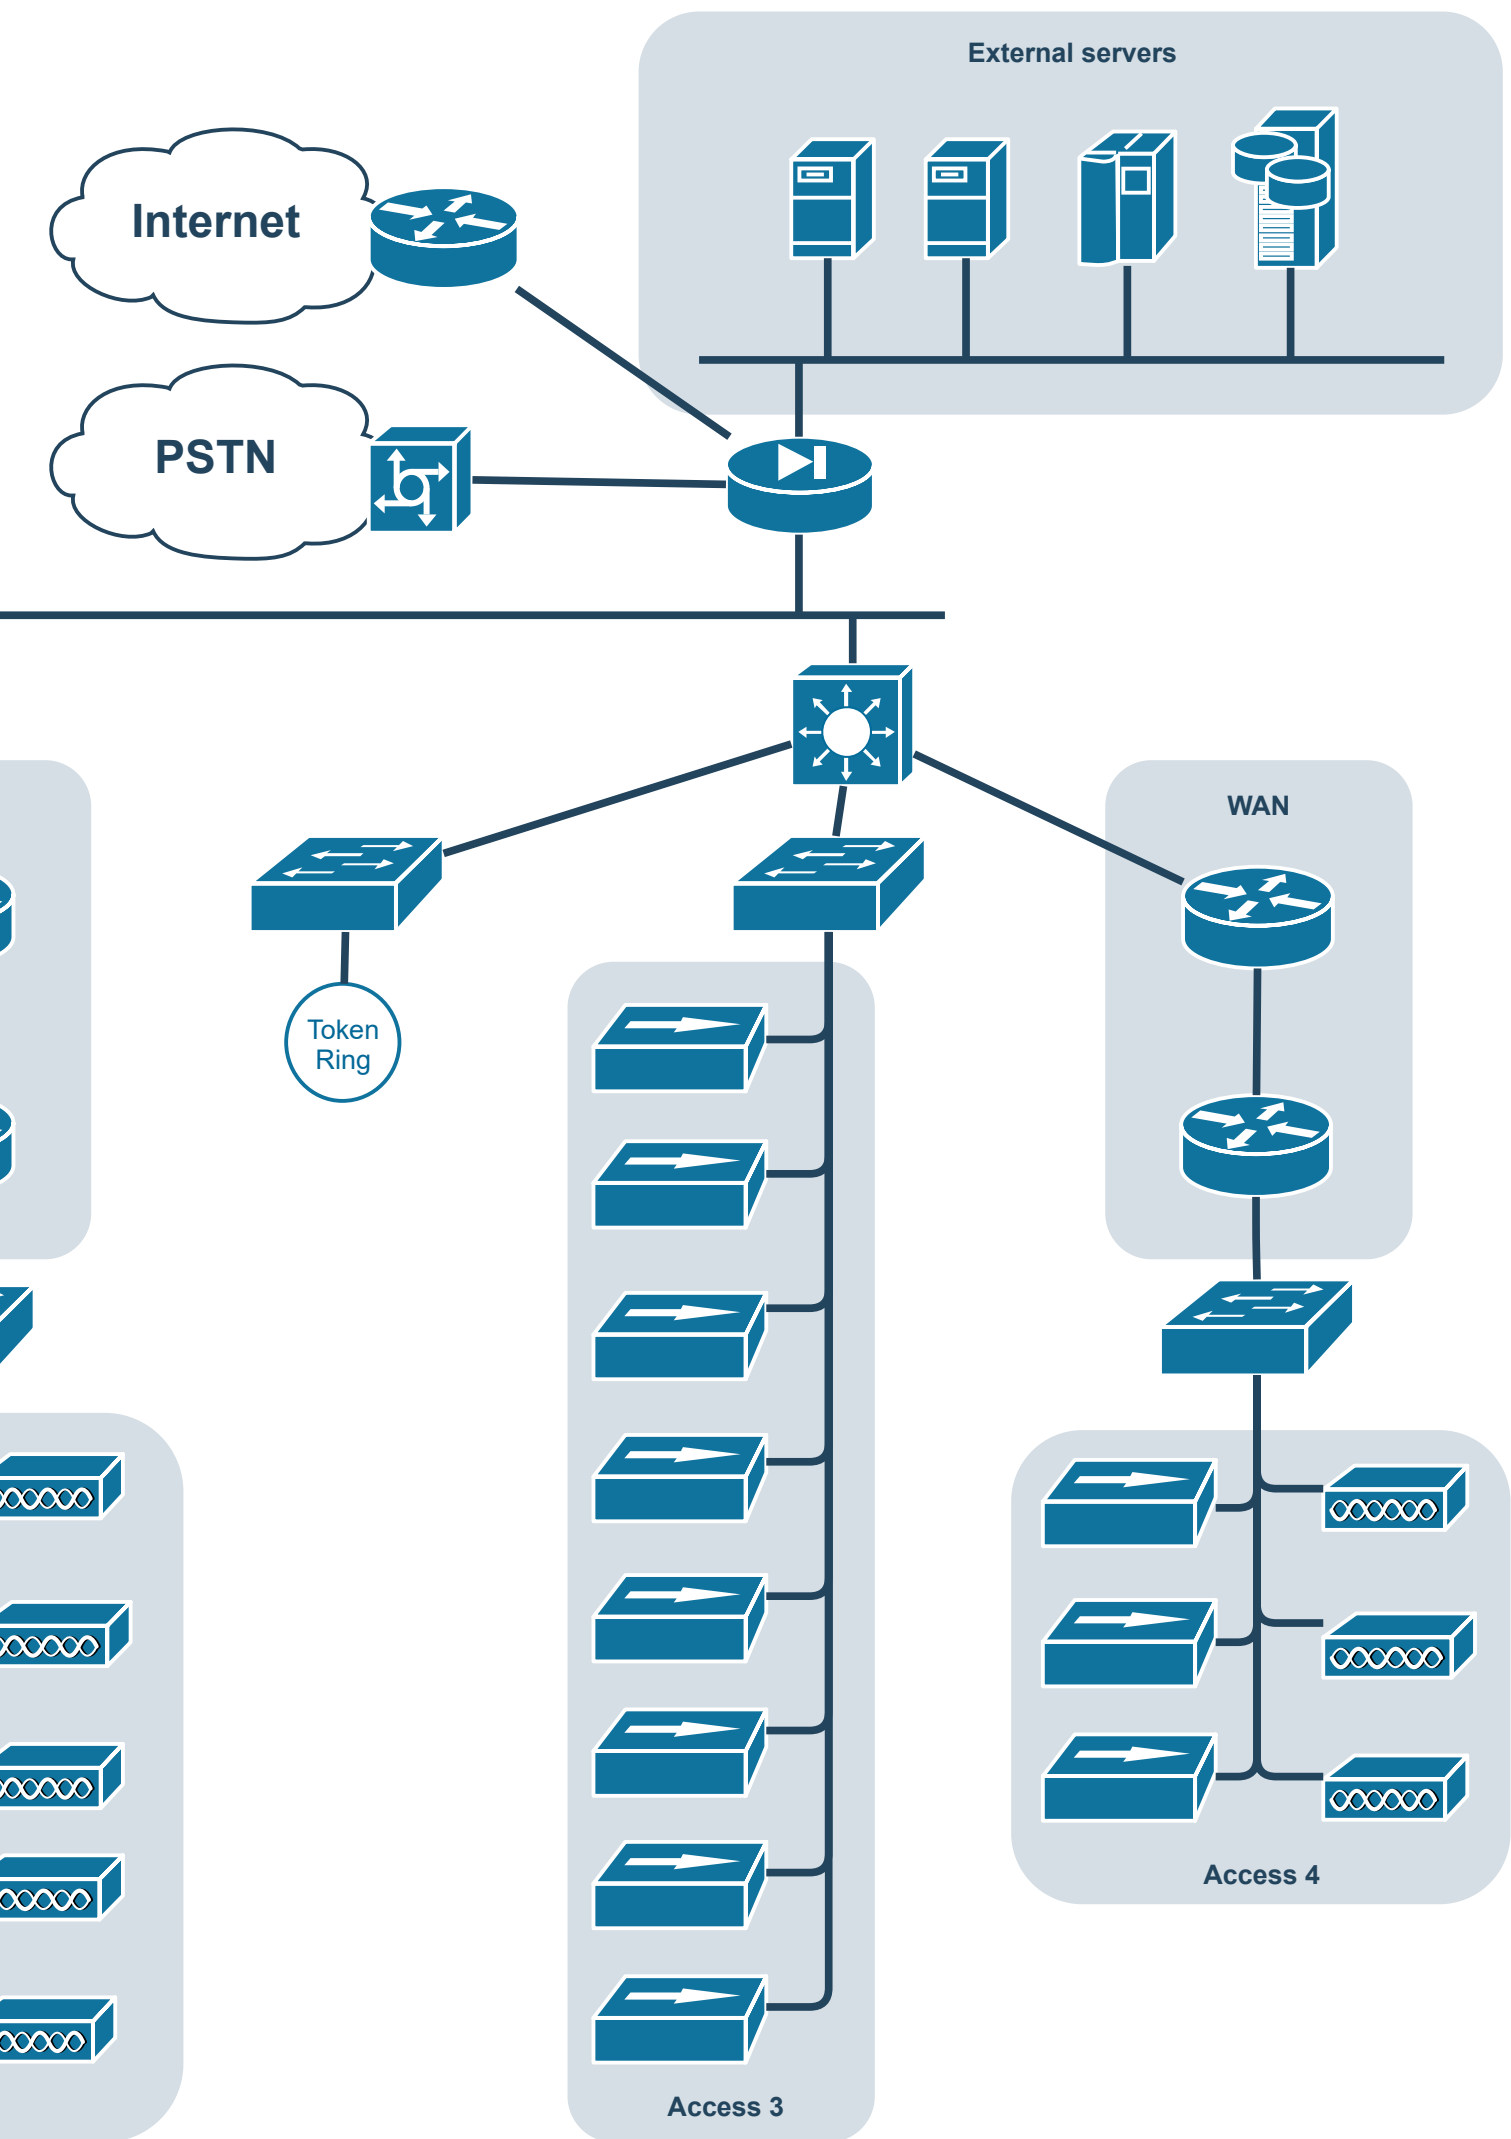 External servers
Internet
PSTN
WAN
Token
Ring
Access 4
Access 3